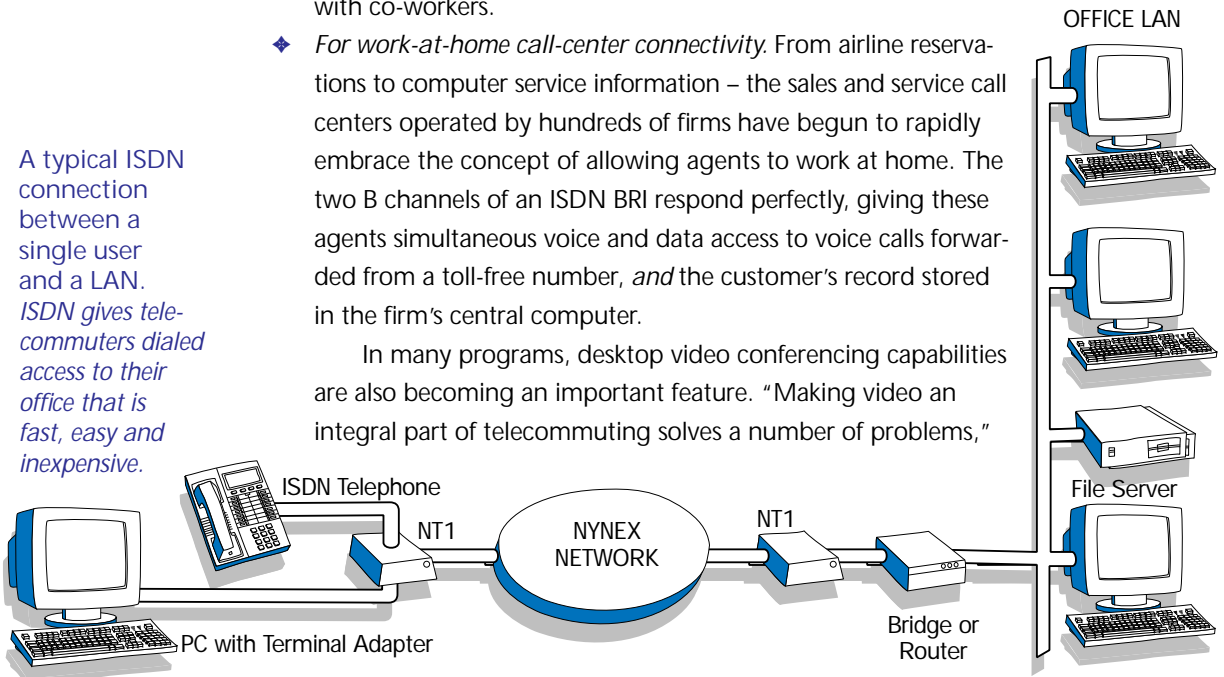 with co-workers.
❖ For work-at-home call-center connectivity. From airline reserva-
tions to computer service information – the sales and service call
centers operated by hundreds of firms have begun to rapidly
embrace the concept of allowing agents to work at home. The
two B channels of an ISDN BRI respond perfectly, giving these
agents simultaneous voice and data access to voice calls forwar-
ded from a toll-free number, and the customer's record stored
in the firm's central computer.
In many programs, desktop video conferencing capabilities
are also becoming an important feature. "Making video an
integral part of telecommuting solves a number of problems,"
A typical ISDN
connection
between a
single user
and a LAN.
ISDN gives tele-
commuters dialed
access to their
office that is
fast, easy and
inexpensive.
OFFICE LAN
ISDN Telephone
NT1
NYNEX
NETWORK
NT1
File Server
PC with Terminal Adapter
Bridge or
Router